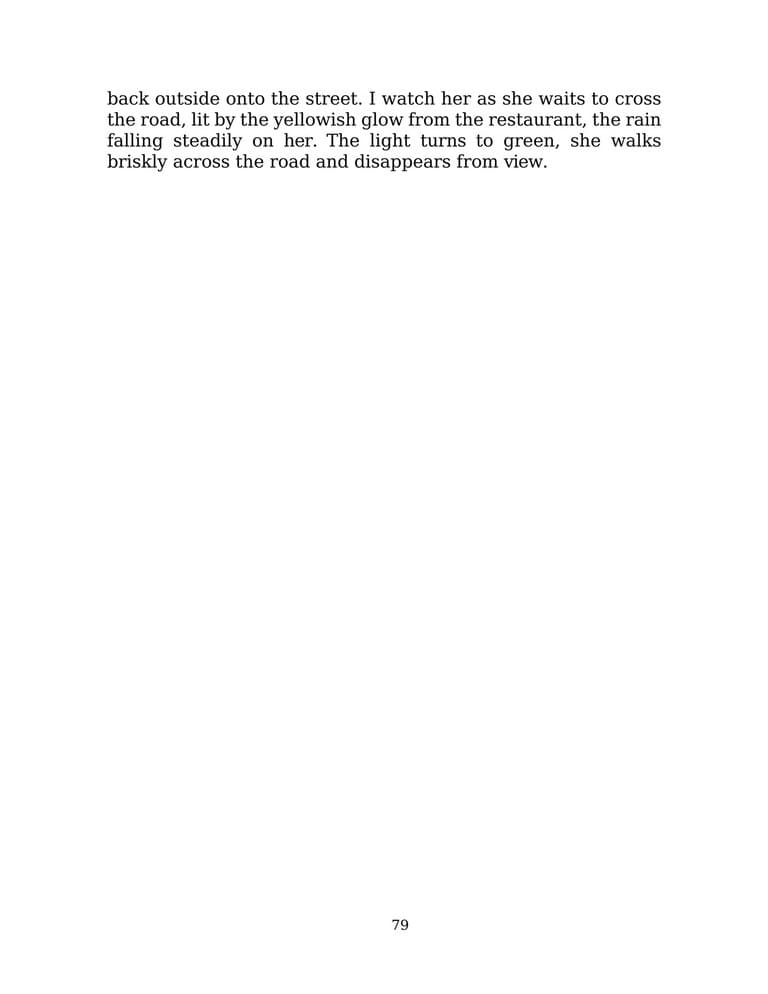 back outside onto the street. I watch her as she waits to cross
the road, lit by the yellowish glow from the restaurant, the rain
falling steadily on her. The light turns to green, she walks
briskly across the road and disappears from view.
79